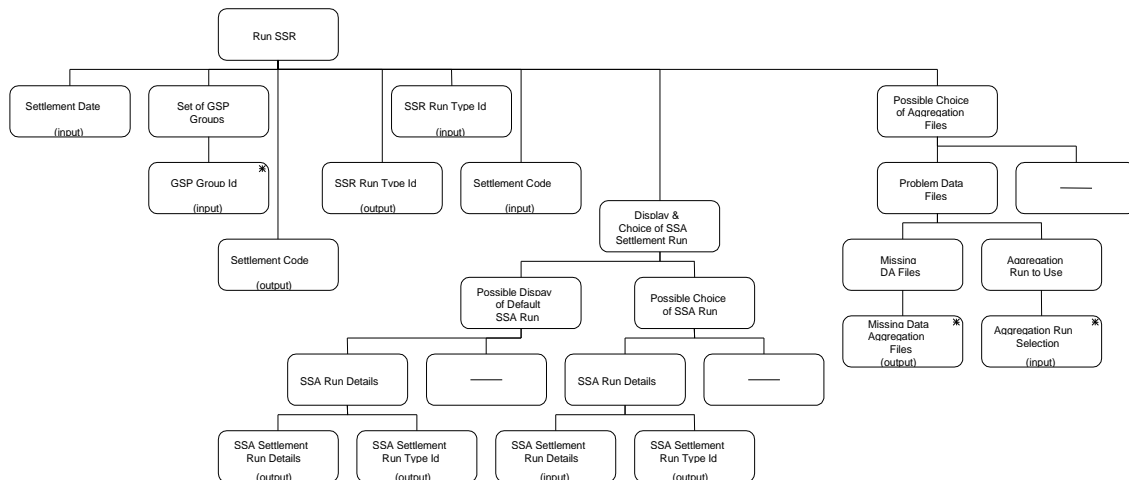 Run SSR
Settlement Date
(input)
Set of GSP
Groups
SSR Run Type Id
(input)
Possible Choice
of Aggregation
Files
GSP Group Id
(input)
*
SSR Run Type Id
(output)
Settlement Code
(input)
Problem Data
Files
Display &
Choice of SSA
Settlement Run
Settlement Code
(output)
Missing
DA Files
Aggregation
Run to Use
Possible Dispay
of Default
SSA Run
Possible Choice
of SSA Run
Missing Data
Aggregation
Files
(output)
*
Aggregation Run
Selection
(input)
*
SSA Run Details
SSA Run Details
SSA Settlement
Run Details
(output)
SSA Settlement
Run Type Id
(output)
SSA Settlement
Run Details
(input)
SSA Settlement
Run Type Id
(output)